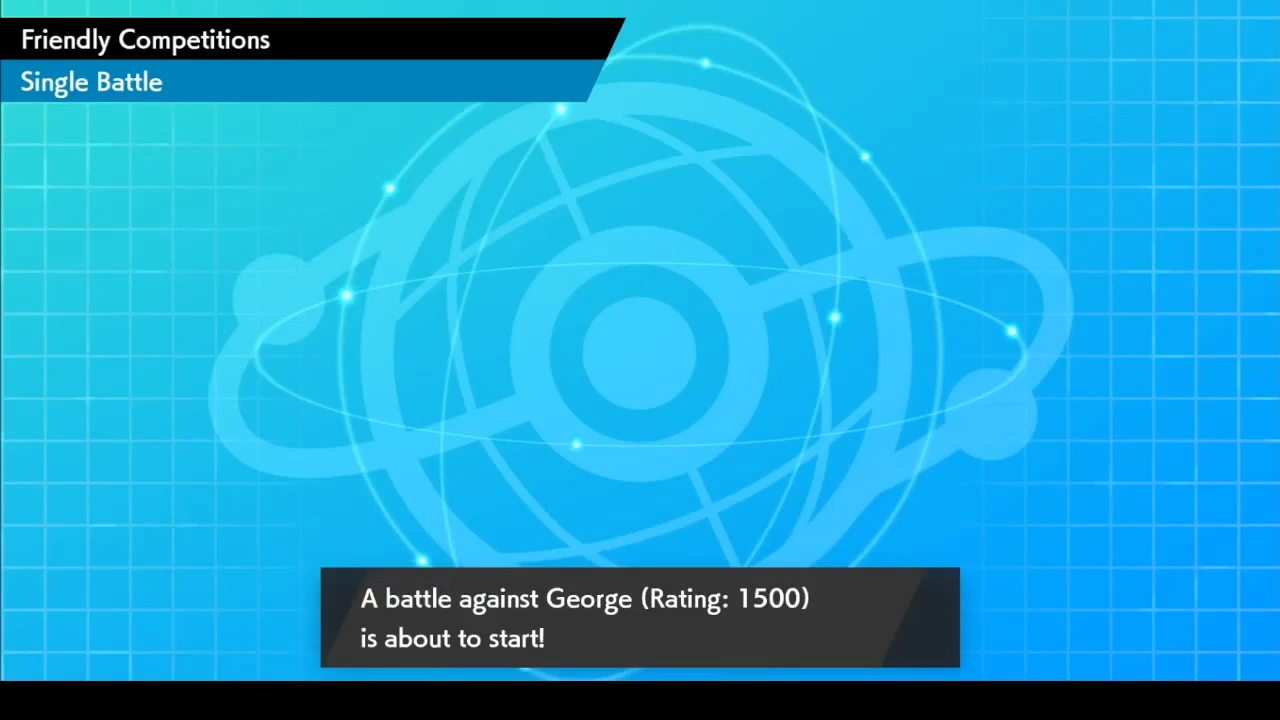 Friendly Competitions
Single Battle
A battle against George (Rating: 1500)
is about to start!